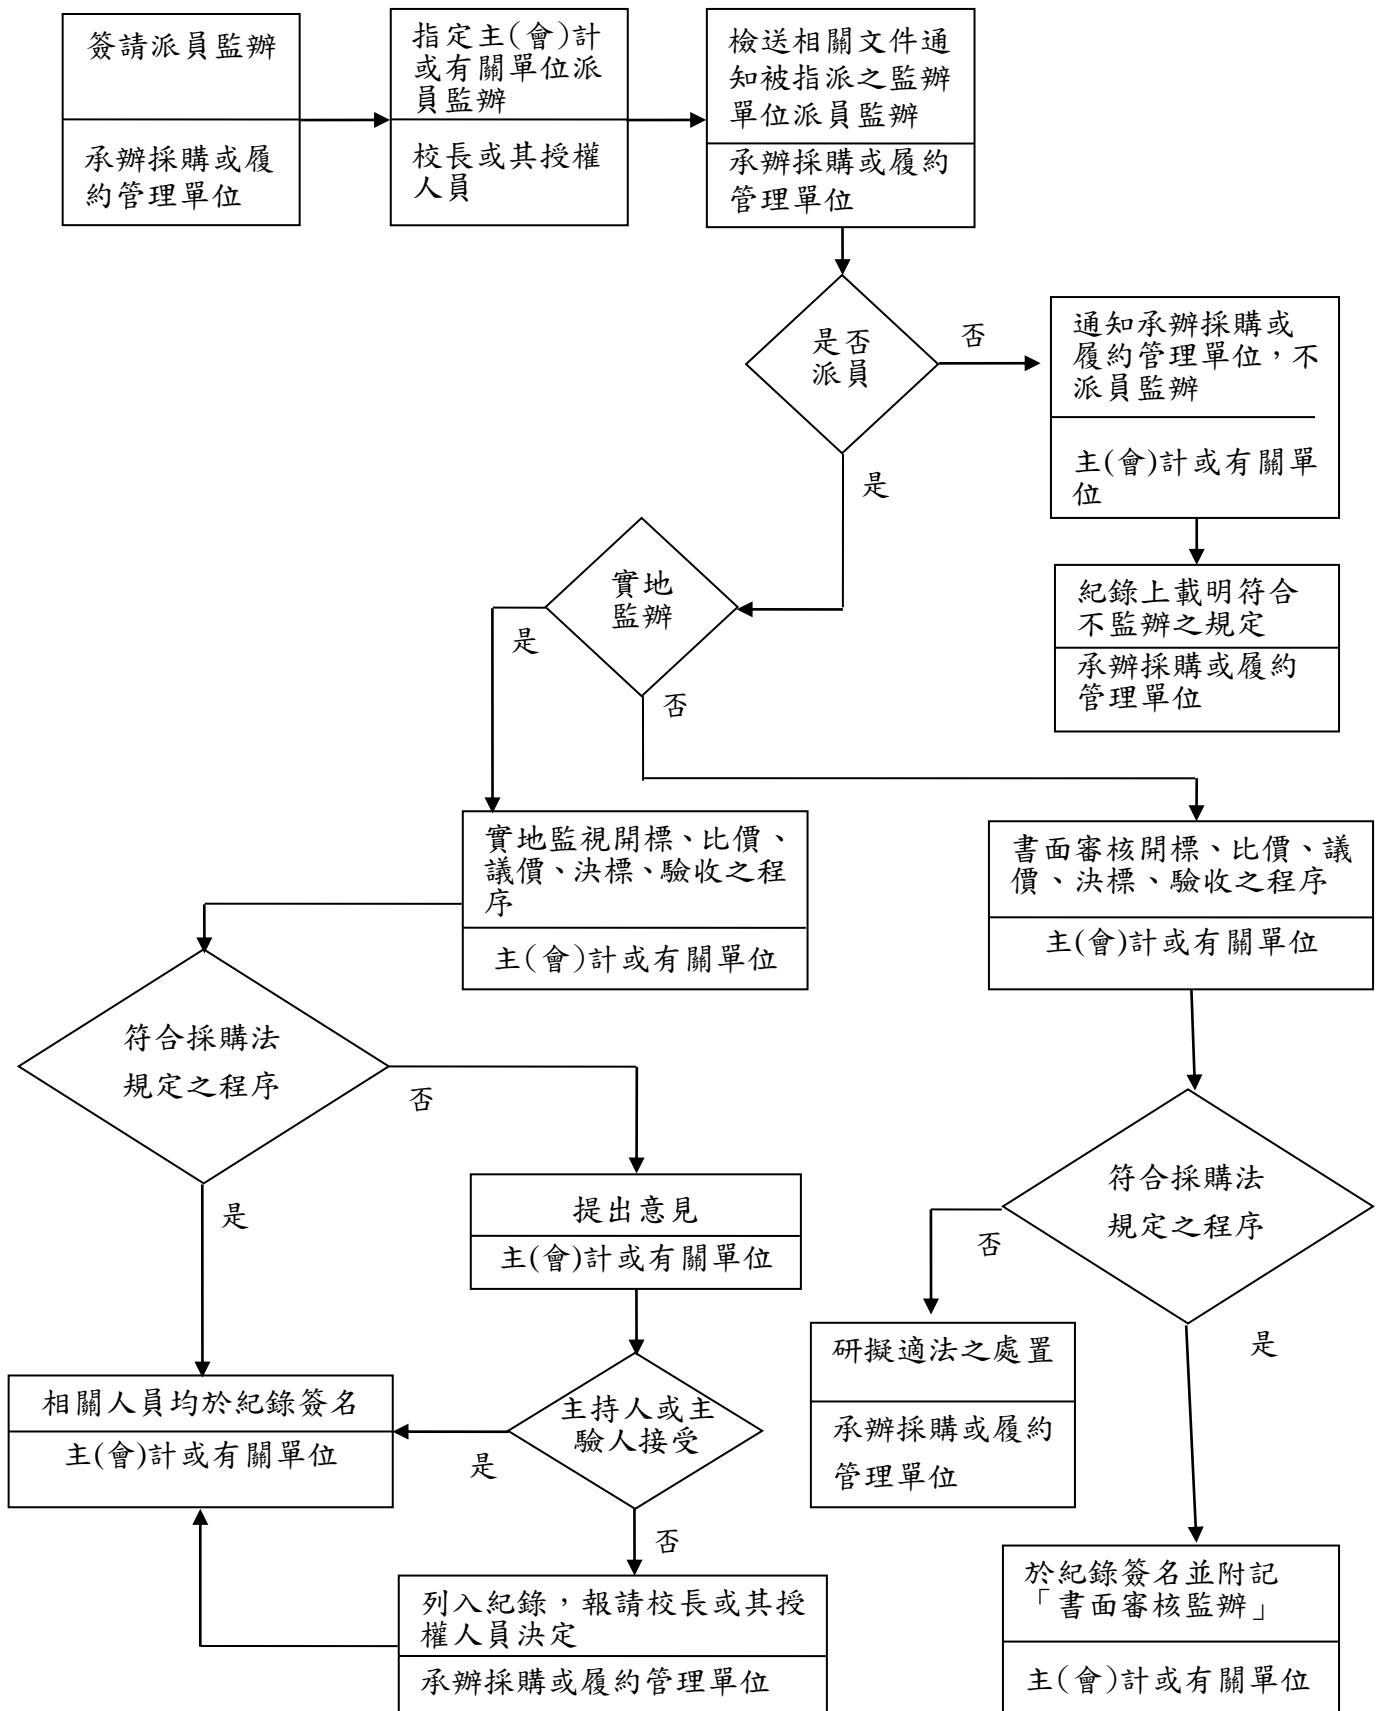 簽請派員監辦
承辦採購或履
約管理單位
指定主(會)計
或有關單位派
員監辦
校長或其授權
人員
檢送相關文件通
知被指派之監辦
單位派員監辦
承辦採購或履約
管理單位
是否
派員
否
通知承辦採購或
履約管理單位，不
派員監辦
主(會)計或有關單
位
是
紀錄上載明符合
不監辦之規定
承辦採購或履約
管理單位
實地
監辦
是
否
實地監視開標、比價、
議價、決標、驗收之程
序
主(會)計或有關單位
書面審核開標、比價、議
價、決標、驗收之程序
主(會)計或有關單位
符合採購法
規定之程序
否
是
提出意見
主(會)計或有關單位
符合採購法
規定之程序
否
是
研擬適法之處置
承辦採購或履約
管理單位
相關人員均於紀錄簽名
主(會)計或有關單位
主持人或主
驗人接受
是
否
列入紀錄，報請校長或其授
權人員決定
承辦採購或履約管理單位
於紀錄簽名並附記
「書面審核監辦」
主(會)計或有關單位